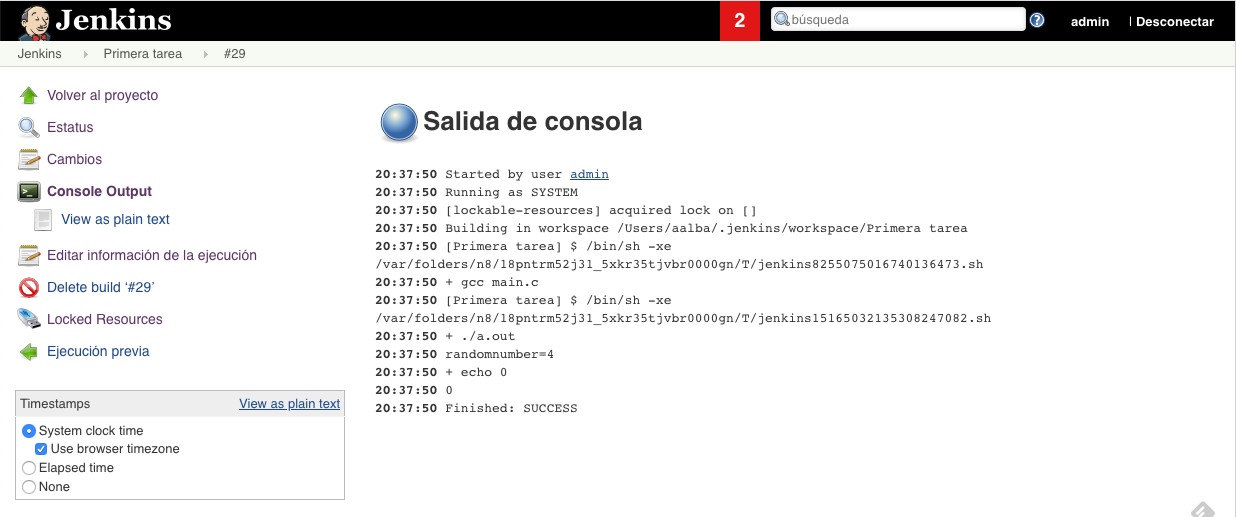 Jenkins
2
búsqueda
?
admin
| Desconectar
Jenkins
Primera tarea
#29
Volver al proyecto
Estatus
Cambios
Console Output
View as plain text
Editar información de la ejecución
Delete build ‘#29’
Locked Resources
Ejecución previa
Timestamps
View as plain text
System clock time
Use browser timezone
Elapsed time
None
Salida de consola
20:37:50 Started by user admin
20:37:50 Running as SYSTEM
20:37:50 [lockable-resources] acquired lock on []
20:37:50 Building in workspace /Users/aalba/.jenkins/workspace/Primera tarea
20:37:50 [Primera tarea] $ /bin/sh -xe
/var/folders/n8/18pntrm52j31_5xkr35tjvbr0000gn/T/jenkins8255075016740136473.sh
20:37:50 + gcc main.c
20:37:50 [Primera tarea] $ /bin/sh -xe
/var/folders/n8/18pntrm52j31_5xkr35tjvbr0000gn/T/jenkins15165032135308247082.sh
20:37:50 + ./a.out
20:37:50 randomnumber=4
20:37:50 + echo 0
20:37:50 0
20:37:50 Finished: SUCCESS